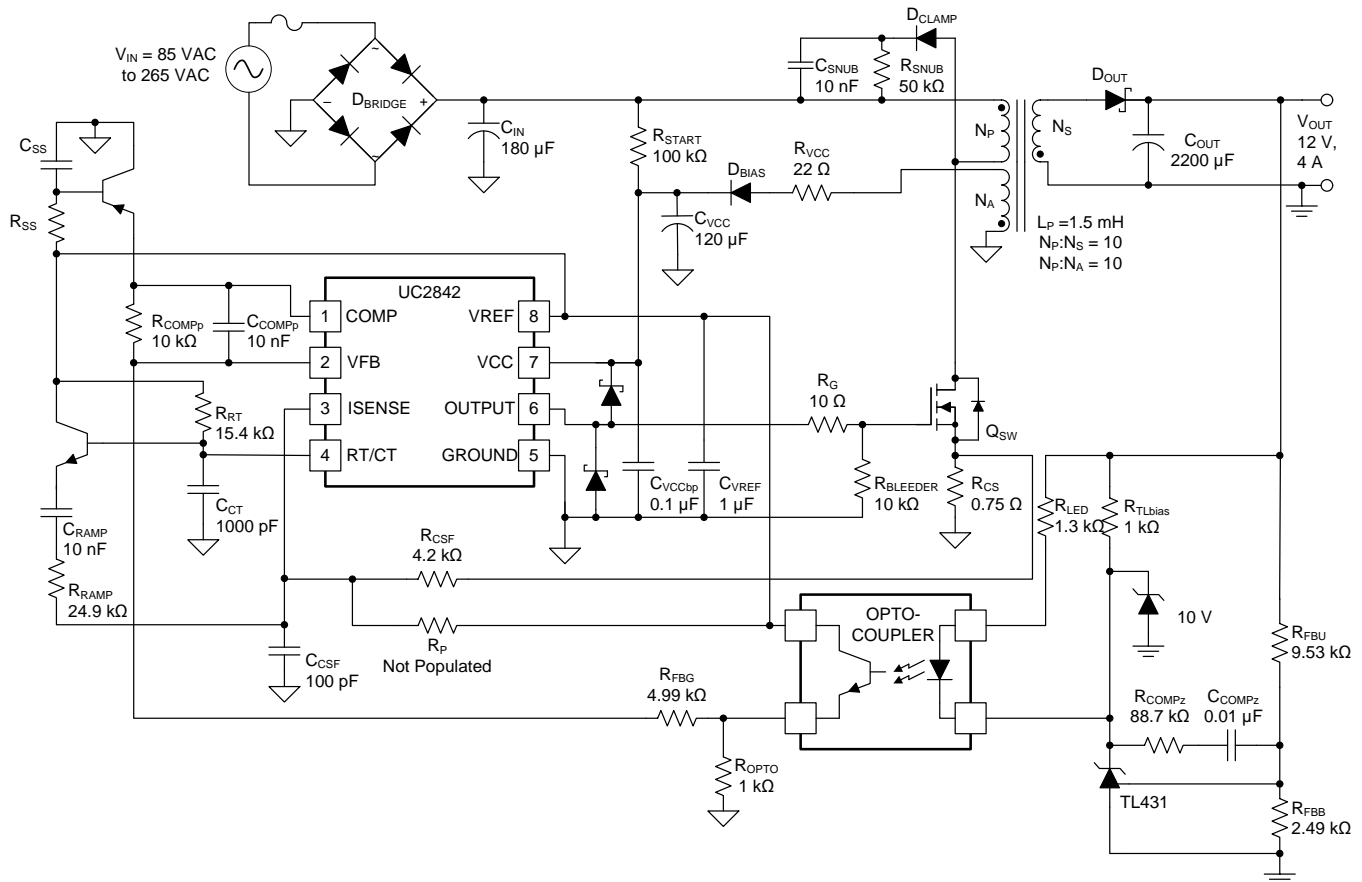 V_IN = 85 VAC
to 265 VAC
~
−
D_BRIDGE
+
~
C_IN
180 µF
R_START
100 kΩ
C_SNUB
10 nF
D_CLAMP
R_SNUB
50 kΩ
D_BIAS
R_VCC
22 Ω
C_VCC
120 µF
N_P
N_S
N_A
D_OUT
C_OUT
2200 µF
V_OUT
12 V,
4 A
L_P =1.5 mH
N_P:N_S = 10
N_P:N_A = 10
C_SS
R_SS
R_COMPp
10 kΩ
C_COMPp
10 nF
UC2842
1 COMP VREF 8
2 VFB VCC 7
3 ISENSE OUTPUT 6
4 RT/CT GROUND 5
R_RT
15.4 kΩ
C_CT
1000 pF
C_RAMP
10 nF
R_RAMP
24.9 kΩ
C_VCCbp
0.1 µF
C_VREF
1 µF
R_G
10 Ω
R_BLEEDER
10 kΩ
Q_SW
R_CS
0.75 Ω
R_LED
1.3 kΩ
R_TLbias
1 kΩ
R_CSF
4.2 kΩ
R_P
Not Populated
C_CSF
100 pF
OPTO-
COUPLER
10 V
R_FBU
9.53 kΩ
R_FBG
4.99 kΩ
R_OPTO
1 kΩ
R_COMPz
88.7 kΩ
C_COMPz
0.01 µF
TL431
R_FBB
2.49 kΩ